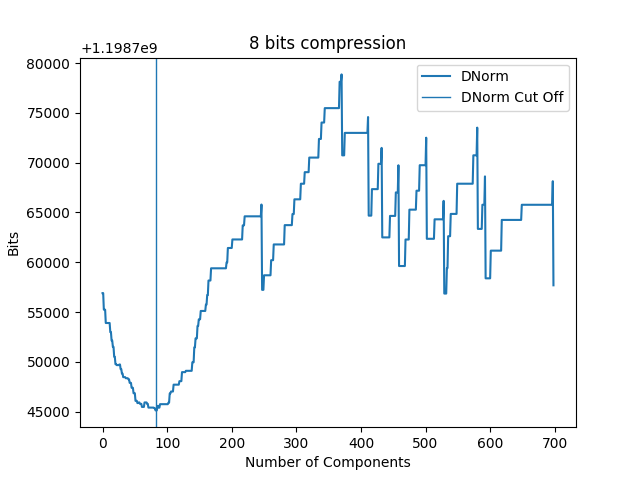 8 bits compression
+1.1987e9
80000
75000
70000
65000
60000
55000
50000
45000
Bits
DNorm
DNorm Cut Off
0 100 200 300 400 500 600 700
Number of Components